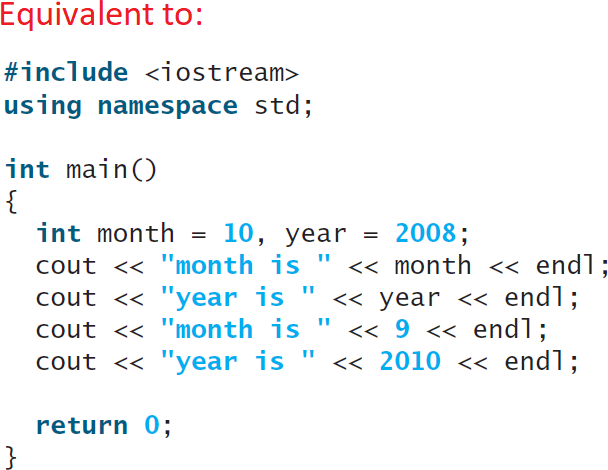 Equivalent to:
#include <iostream>
using namespace std;
int main()
{
int month = 10, year = 2008;
cout << "month is " << month << endl;
cout << "year is " << year << endl;
cout << "month is " << 9 << endl;
cout << "year is " << 2010 << endl;
return 0;
}